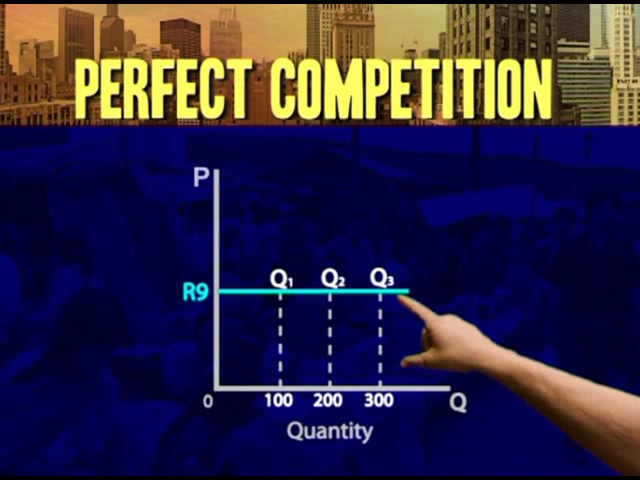 PERFECT COMPETITION
P
Q1 Q2 Q3
R9
0 100 200 300 Q
Quantity